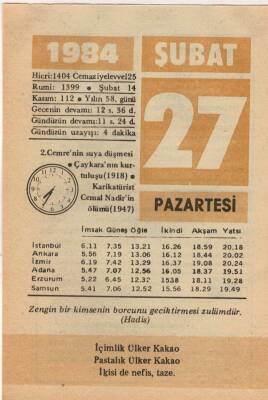 1984 ŞUBAT
Hicri:1404 Cemaziyelevvel25
Rumi: 1399 • Şubat 14
Kasım: 112 • Yılın 58. günü
Gecenin devamı: 12 s. 36 d.
Gündüzün devamı: 11 s. 24 d.
Gündüzün uzayışı: 4 dakika
27
PAZARTESİ
2.Cemre'nin suya düşmesi
• Çaykara'nın kur-
tuluşu(1918) •
Karikatürist
Cemal Nadir'in
ölümü(1947)
İmsak Güneş Öğle İkindi Akşam Yatsı
İstanbul 6,11 7,35 13,21 16,26 18.59 20,18
Ankara 5,56 7,19 13,06 16,12 18.44 20,02
İzmir 6,19 7,42 13,29 16,37 19,08 20,24
Adana 5,47 7,07 12,56 16,05 18.37 19,51
Erzurum 5,22 6,45 12,32 1538 18,11 19,28
Samsun 5,41 7,06 12,52 15,56 18.29 19,49
Zengin bir kimsenin borcunu geciktirmesi zulümdür.
(Hadis)
İçimlik Ülker Kakao
Pastalık Ülker Kakao
İkisi de nefis, taze.